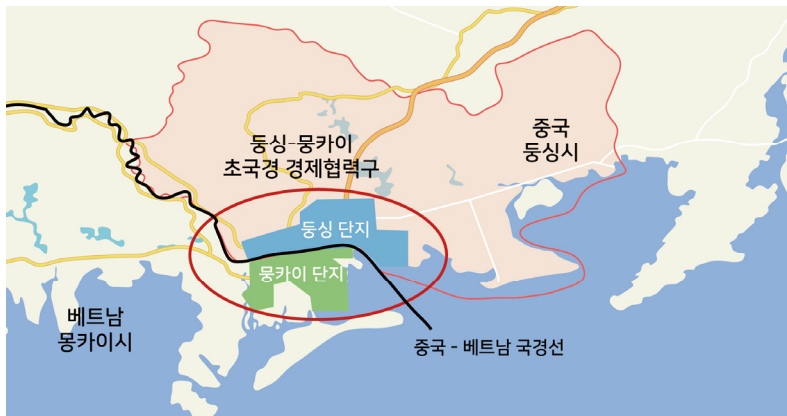 둥싱-뭉카이
초국경 경제협력구
중국
둥싱시
둥싱 단지
뭉카이 단지
베트남
몽카이시
중국 - 베트남 국경선